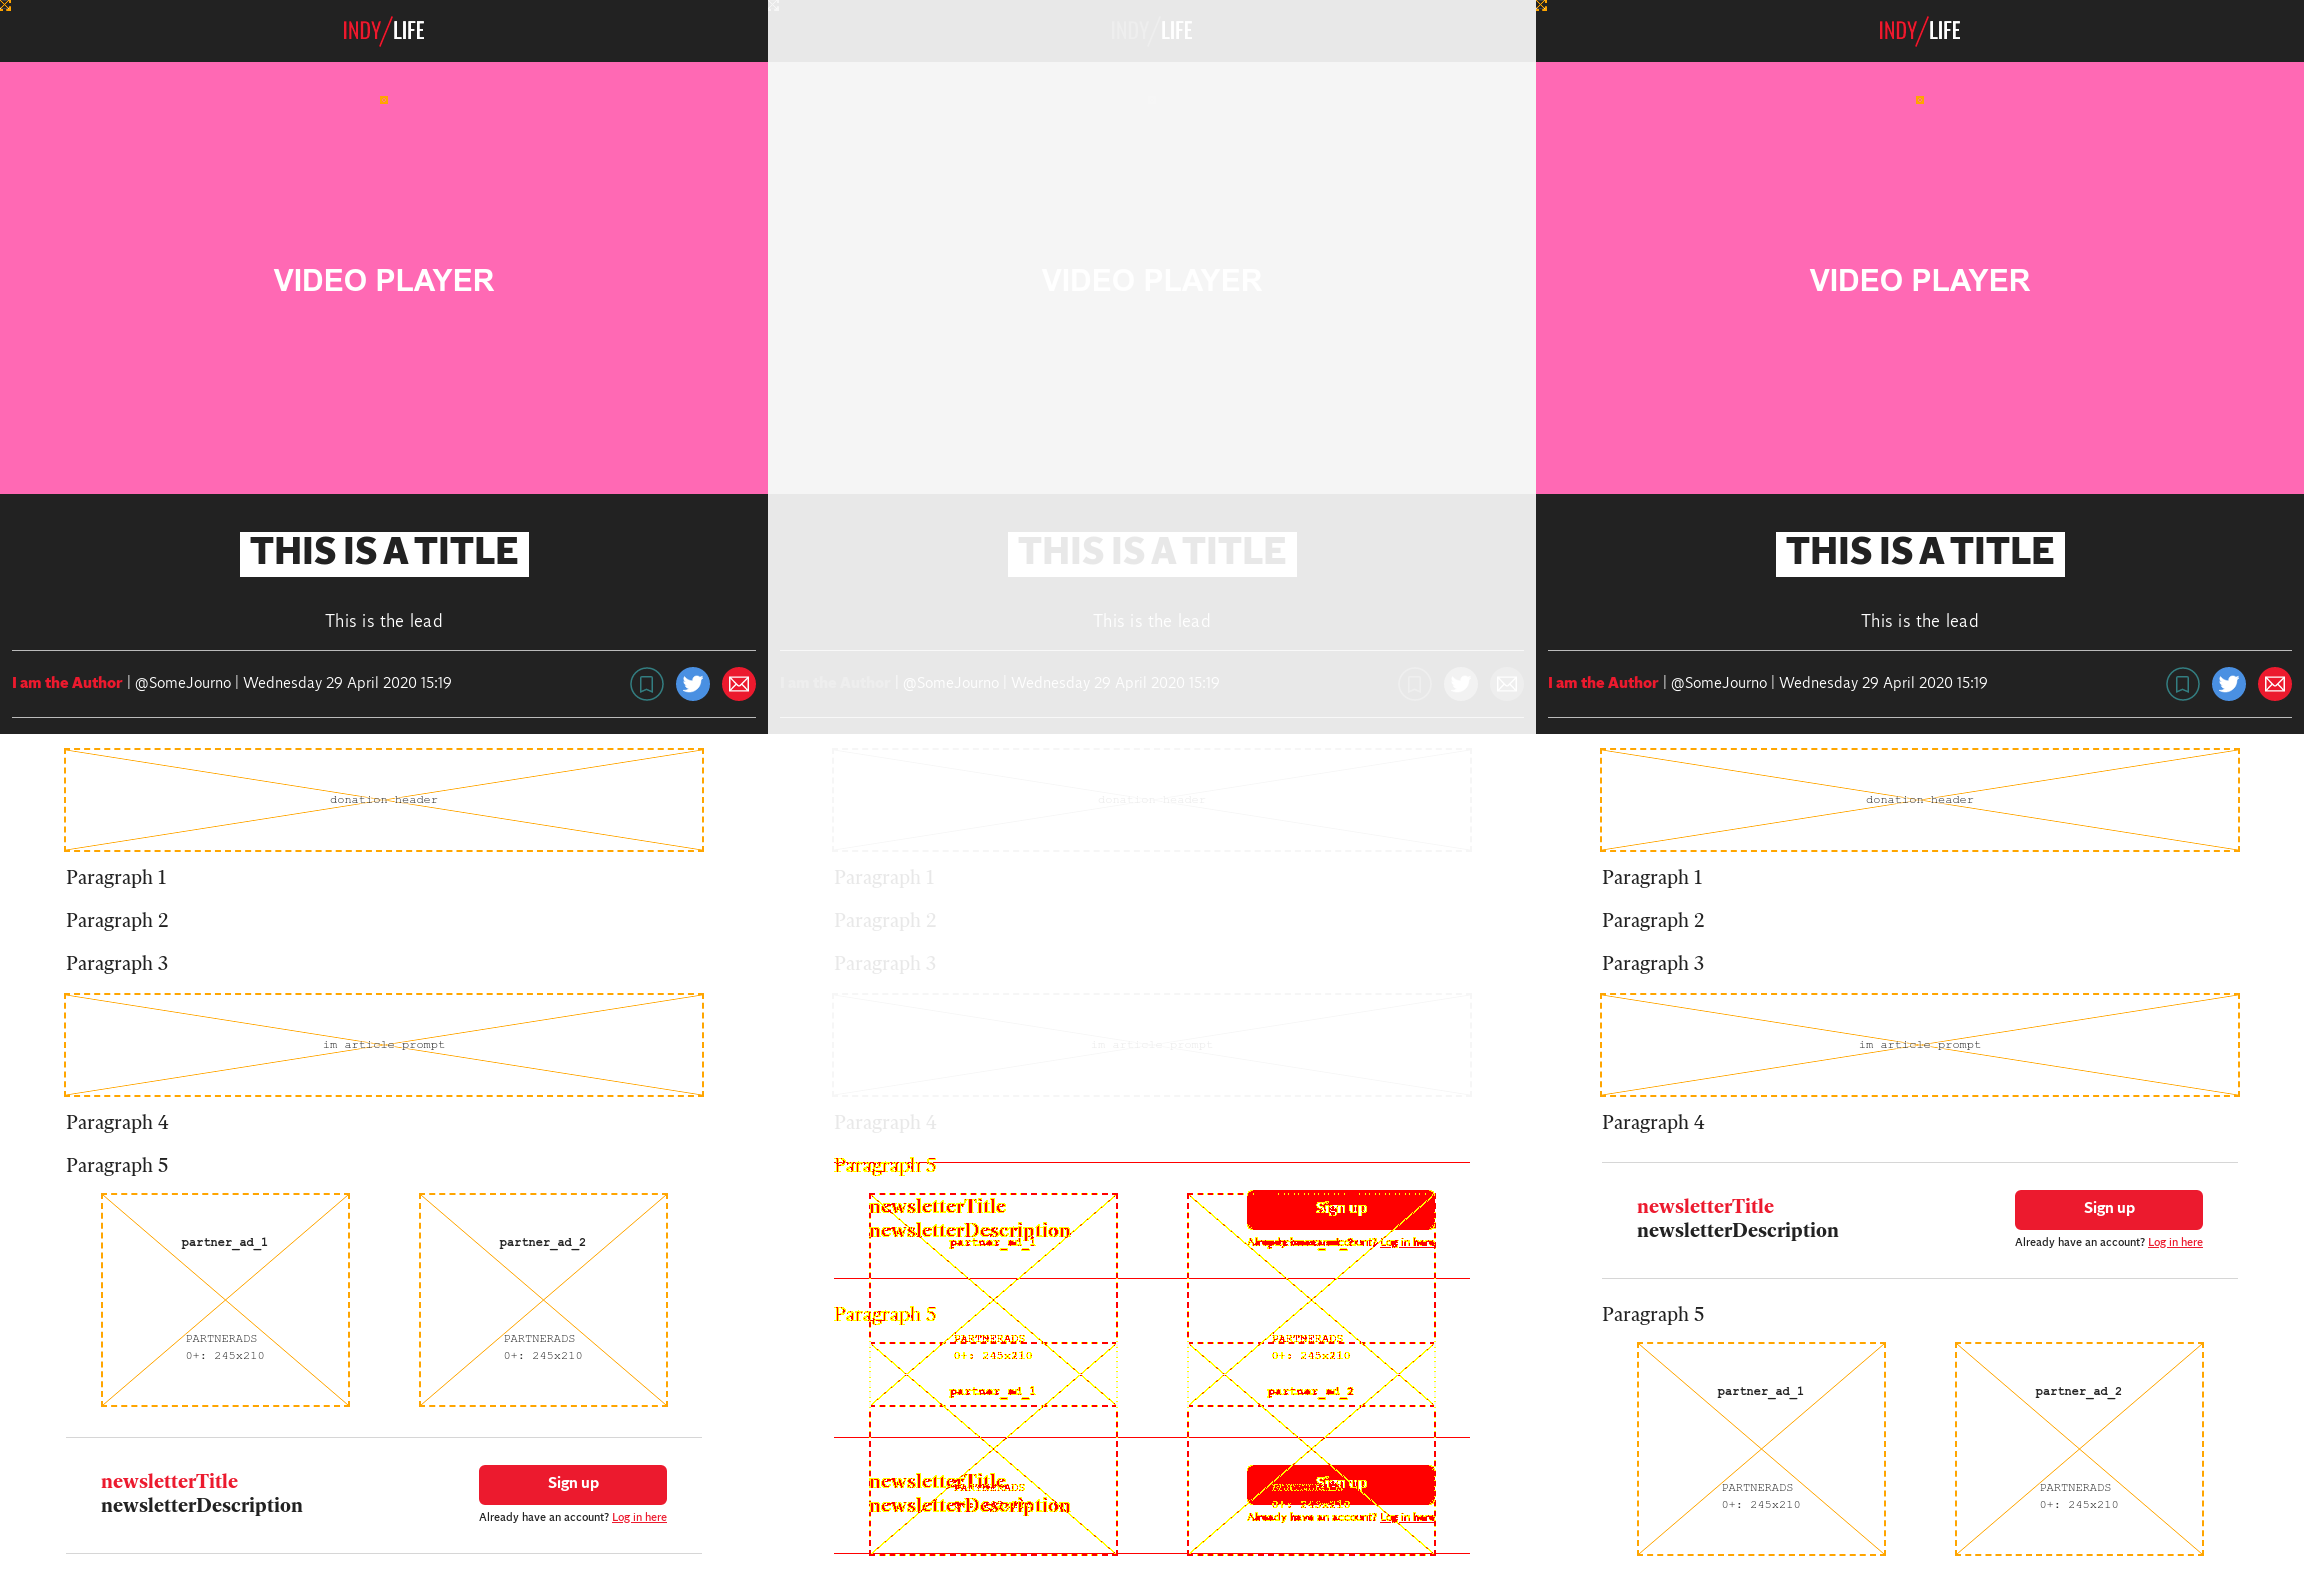 INDY/LIFE
VIDEO PLAYER
THIS IS A TITLE
This is the lead
I am the Author | @SomeJourno | Wednesday 29 April 2020 15:19
donation header
Paragraph 1
Paragraph 2
Paragraph 3
im article prompt
Paragraph 4
Paragraph 5
partner_ad_1 partner_ad_2
PARTNERADS PARTNERADS
0+: 245x210 0+: 245x210
newsletterTitle Sign up
newsletterDescription
Already have an account? Log in here
INDY/LIFE
VIDEO PLAYER
THIS IS A TITLE
This is the lead
I am the Author | @SomeJourno | Wednesday 29 April 2020 15:19
donation header
Paragraph 1
Paragraph 2
Paragraph 3
im article prompt
Paragraph 4
Paragraph 5
newsletterTitle Sign up
newsletterDescription
partner_ad_1 Log in here
Paragraph 5
PARTNERADS PARTNERADS
0+: 245x210 0+: 245x210
partner_ad_1 partner_ad_2
newsletterTitle Sign up
newsletterDescription
Already have an account? Log in here
INDY/LIFE
VIDEO PLAYER
THIS IS A TITLE
This is the lead
I am the Author | @SomeJourno | Wednesday 29 April 2020 15:19
donation header
Paragraph 1
Paragraph 2
Paragraph 3
im article prompt
Paragraph 4
newsletterTitle Sign up
newsletterDescription
Already have an account? Log in here
Paragraph 5
partner_ad_1 partner_ad_2
PARTNERADS PARTNERADS
0+: 245x210 0+: 245x210